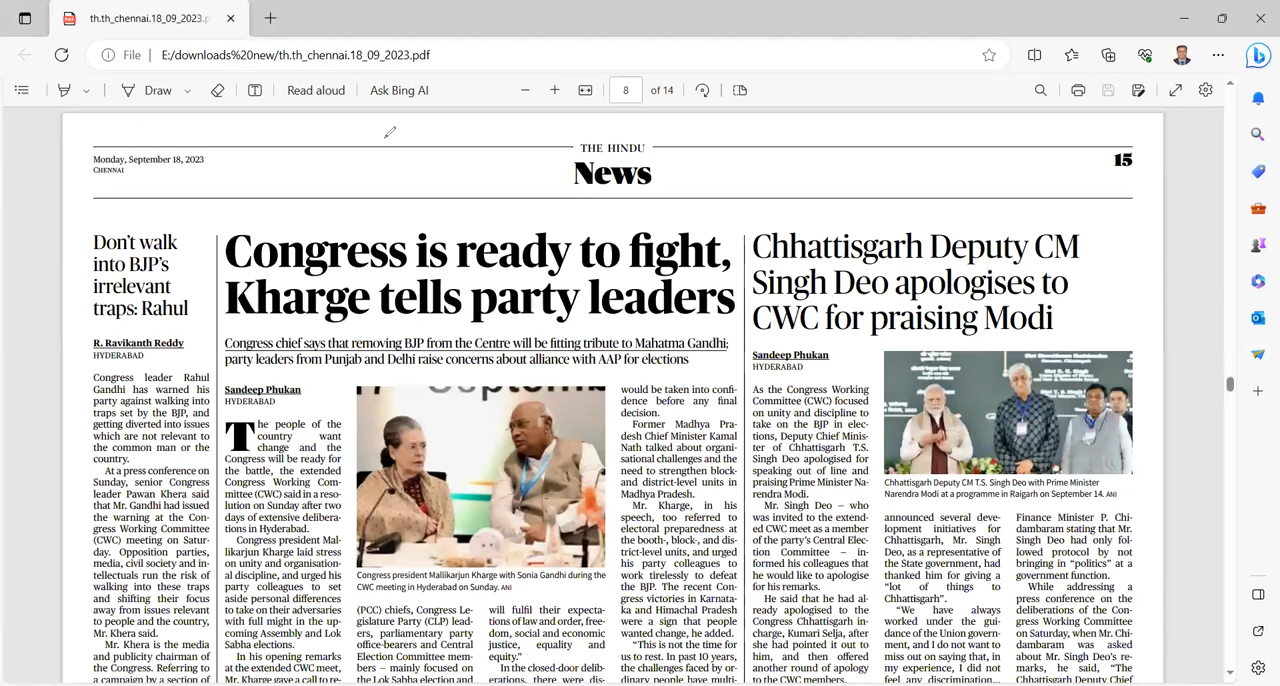 th.th_chennai.18_09_2023.p
File
E:/downloads%20new/th.th_chennai.18_09_2023.pdf
Draw
Read aloud
Ask Bing AI
8
of 14
Monday, September 18, 2023
CHENNAI
THE HINDU
News
15
Don't walk
into BJP's
irrelevant
traps: Rahul
R. Ravikanth Reddy
HYDERABAD
Congress leader Rahul
Gandhi has warned his
party against walking into
traps set by the BJP, and
getting diverted into issues
which are not relevant to
the common man or the
country.
At a press conference on
Sunday, senior Congress
leader Pawan Khera said
that Mr. Gandhi had issued
the warning at the Con-
gress Working Committee
(CWC) meeting on Satur-
day. Opposition parties,
media, civil society and in-
tellectuals run the risk of
walking into these traps
and shifting their focus
away from issues relevant
to people and the country,
Mr. Khera said.
Mr. Khera is the media
and publicity chairman of
the Congress. Referring to
a campaign by a section of
Congress is ready to fight,
Kharge tells party leaders
Congress chief says that removing BJP from the Centre will be fitting tribute to Mahatma Gandhi;
party leaders from Punjab and Delhi raise concerns about alliance with AAP for elections
Sandeep Phukan
HYDERABAD
The people of the
country want
change and the
Congress will be ready for
the battle, the extended
Congress Working Com-
mittee (CWC) said in a reso-
lution on Sunday after two
days of extensive delibera-
tions in Hyderabad.
Congress president Mal-
likarjun Kharge laid stress
on unity and organisation-
al discipline, and urged his
party colleagues to set
aside personal differences
to take on their adversaries
with full might in the up-
coming Assembly and Lok
Sabha elections.
In his opening remarks
at the extended CWC meet,
Mr. Kharge gave a call to re-
Congress president Mallikarjun Kharge with Sonia Gandhi during the
CWC meeting in Hyderabad on Sunday. ANI
(PCC) chiefs, Congress Le-
gislature Party (CLP) lead-
ers, parliamentary party
office-bearers and Central
Election Committee mem-
bers – mainly focused on
the Lok Sabha election and
will fulfil their expecta-
tions of law and order, free-
dom, social and economic
justice, equality and
equity."
In the closed-door delib-
erations, there were dis-
would be taken into confi-
dence before any final
decision.
Former Madhya Pra-
desh Chief Minister Kamal
Nath talked about organi-
sational challenges and the
need to strengthen block-
and district-level units in
Madhya Pradesh.
Mr. Kharge, in his
speech, too referred to
electoral preparedness at
the booth-, block-, and dis-
trict-level units, and urged
his party colleagues to
work tirelessly to defeat
the BJP. The recent Con-
gress victories in Karnata-
ka and Himachal Pradesh
were a sign that people
wanted change, he added.
"This is not the time for
us to rest. In past 10 years,
the challenges faced by or-
dinary people have multi-
Chhattisgarh Deputy CM
Singh Deo apologises to
CWC for praising Modi
Sandeep Phukan
HYDERABAD
As the Congress Working
Committee (CWC) focused
on unity and discipline to
take on the BJP in elec-
tions, Deputy Chief Minis-
ter of Chhattisgarh T.S.
Singh Deo apologised for
speaking out of line and
praising Prime Minister Na-
rendra Modi.
Mr. Singh Deo – who
was invited to the extend-
ed CWC meet as a member
of the party's Central Elec-
tion Committee – in-
formed his colleagues that
he would like to apologise
for his remarks.
He said that he had al-
ready apologised to the
Congress Chhattisgarh in-
charge, Kumari Selja, after
she had pointed it out to
him, and then offered
another round of apology
to the CWC members.
Chhattisgarh Deputy CM T.S. Singh Deo with Prime Minister
Narendra Modi at a programme in Raigarh on September 14. ANI
announced several deve-
lopment initiatives for
Chhattisgarh, Mr. Singh
Deo, as a representative of
the State government, had
thanked him for giving a
"lot of things to
Chhattisgarh".
"We have always
worked under the gui-
dance of the Union govern-
ment, and I do not want to
miss out on saying that, in
my experience, I did not
feel any discrimination...
Finance Minister P. Chi-
dambaram stating that Mr.
Singh Deo had only fol-
lowed protocol by not
bringing in "politics" at a
government function.
While addressing a
press conference on the
deliberations of the Con-
gress Working Committee
on Saturday, when Mr. Chi-
dambaram was asked
about Mr. Singh Deo's re-
marks, he said, "The
Chhattisgarh Deputy Chief